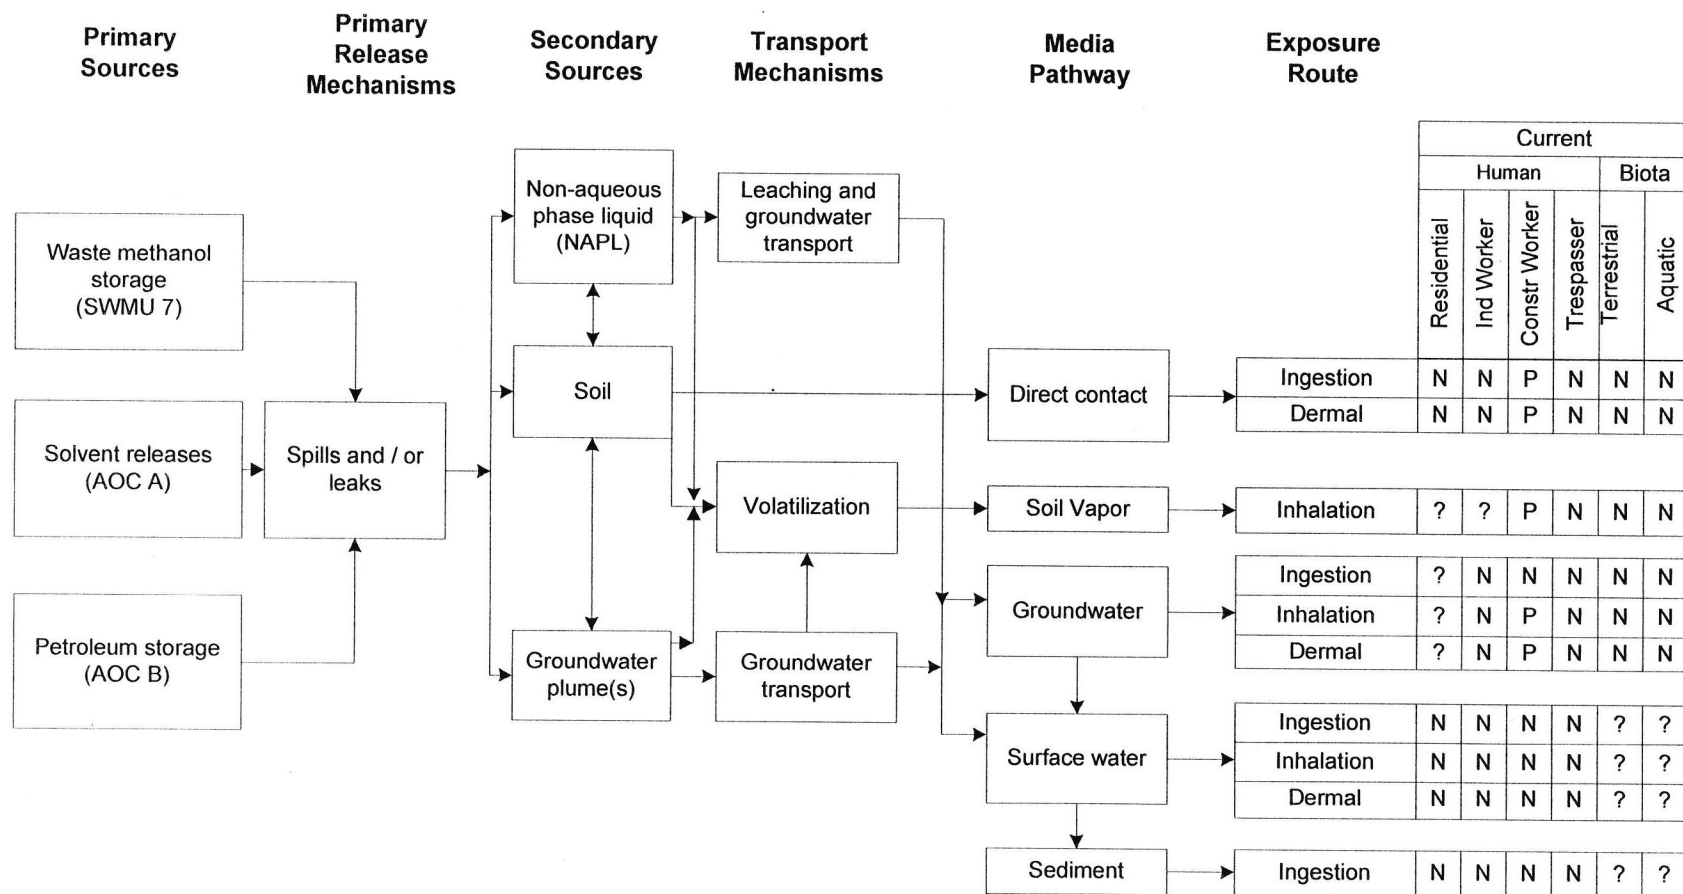 Primary
Sources
Primary
Release
Mechanisms
Secondary
Sources
Transport
Mechanisms
Media
Pathway
Exposure
Route
Current
Human
Biota
Residential
Ind Worker
Constr Worker
Trespasser
Terrestrial
Aquatic
Waste methanol
storage
(SWMU 7)
Solvent releases
(AOC A)
Petroleum storage
(AOC B)
Spills and / or
leaks
Non-aqueous
phase liquid
(NAPL)
Soil
Groundwater
plume(s)
Leaching and
groundwater
transport
Volatilization
Groundwater
transport
Direct contact
Soil Vapor
Groundwater
Surface water
Sediment
Ingestion N N P N N N
Dermal N N P N N N
Inhalation ? ? P N N N
Ingestion ? N N N N N
Inhalation ? N P N N N
Dermal ? N P N N N
Ingestion N N N N ? ?
Inhalation N N N N ? ?
Dermal N N N N ? ?
Ingestion N N N N ? ?